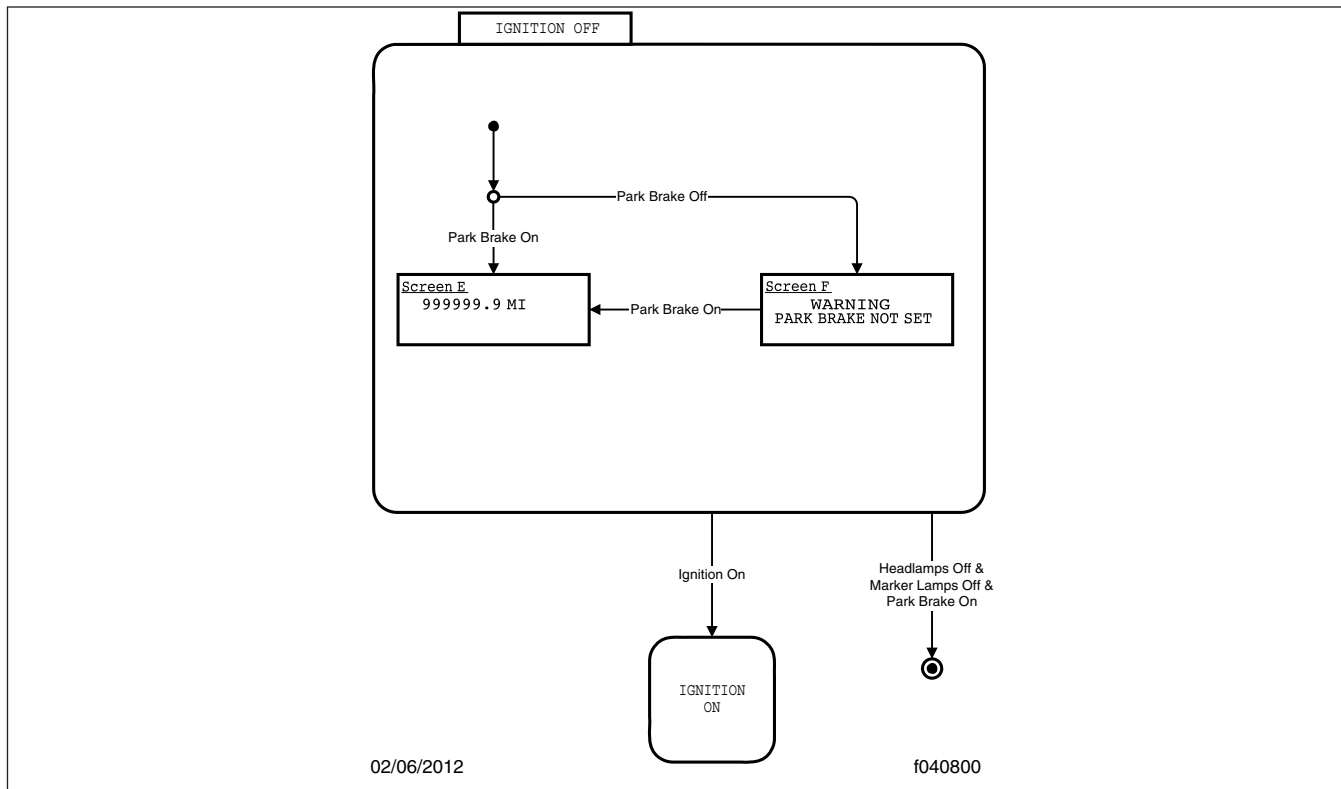 IGNITION OFF
Park Brake Off
Park Brake On
Screen E
999999.9 MI
Park Brake On
Screen F
WARNING
PARK BRAKE NOT SET
Ignition On
Headlamps Off &
Marker Lamps Off &
Park Brake On
IGNITION
ON
02/06/2012
f040800